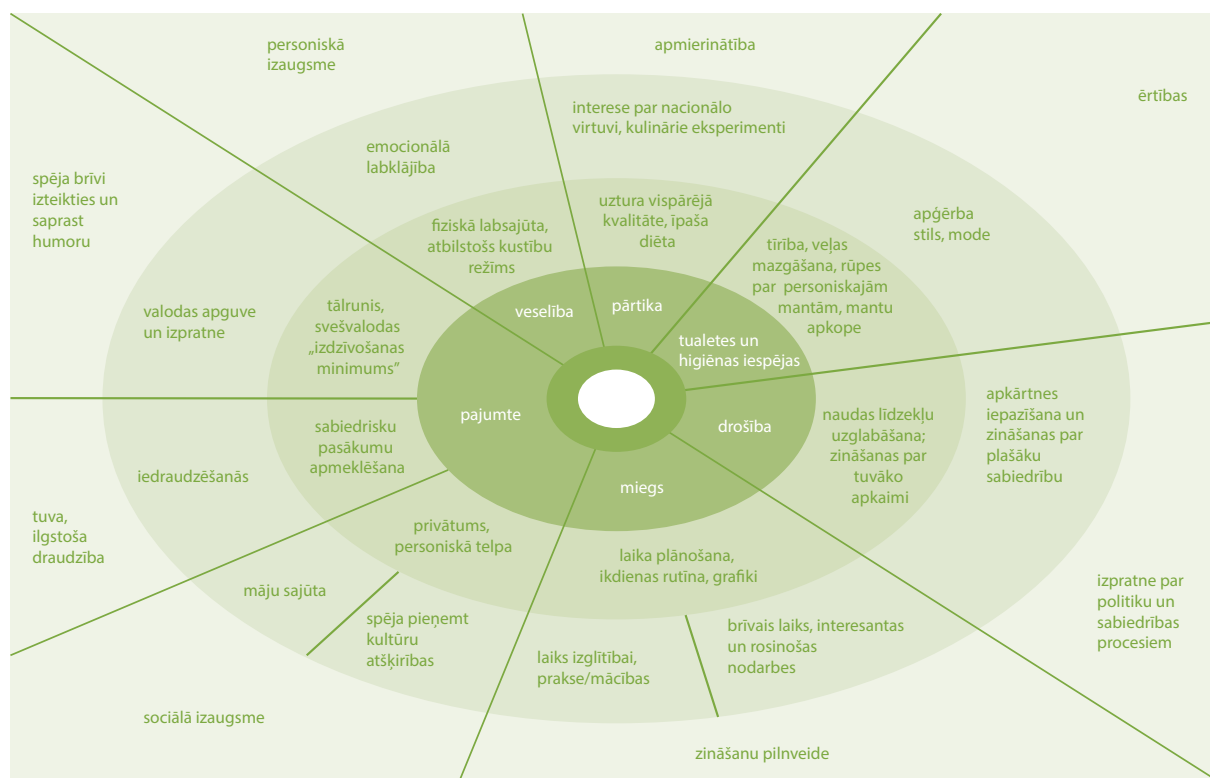 personiskā
izaugsme
apmierinātība
ērtības
interese par nacionālo
virtuvi, kulinārie eksperimenti
emocionālā
labklājība
spēja brīvi
izteikties un
saprast
humoru
uztura vispārējā
kvalitāte, īpaša
diēta
apģērba
stils, mode
fiziskā labsajūta,
atbilstošs kustību
režīms
tīrība, veļas
mazgāšana, rūpes
par personiskajām
mantām, mantu
apkope
valodas apguve
un izpratne
tālrunis,
svešvalodas
„izdzīvošanas
minimums”
veselība
pārtika
tualetes un
higiēnas iespējas
pajumte
drošība
miegs
naudas līdzekļu
uzglabāšana;
zināšanas par
tuvāko
apkaimi
apkārtnes
iepazīšana un
zināšanas par
plašāku
sabiedrību
sabiedrisku
pasākumu
apmeklēšana
iedraudzēšanās
tuva,
ilgstoša
draudzība
privātums,
personiskā telpa
laika plānošana,
ikdienas rutīna, grafiki
māju sajūta
spēja pieņemt
kultūru
atšķirības
laiks izglītībai,
prakse/mācības
brīvais laiks, interesantas
un rosinošas
nodarbes
izpratne par
politiku un
sabiedrības
procesiem
sociālā izaugsme
zināšanu pilnveide